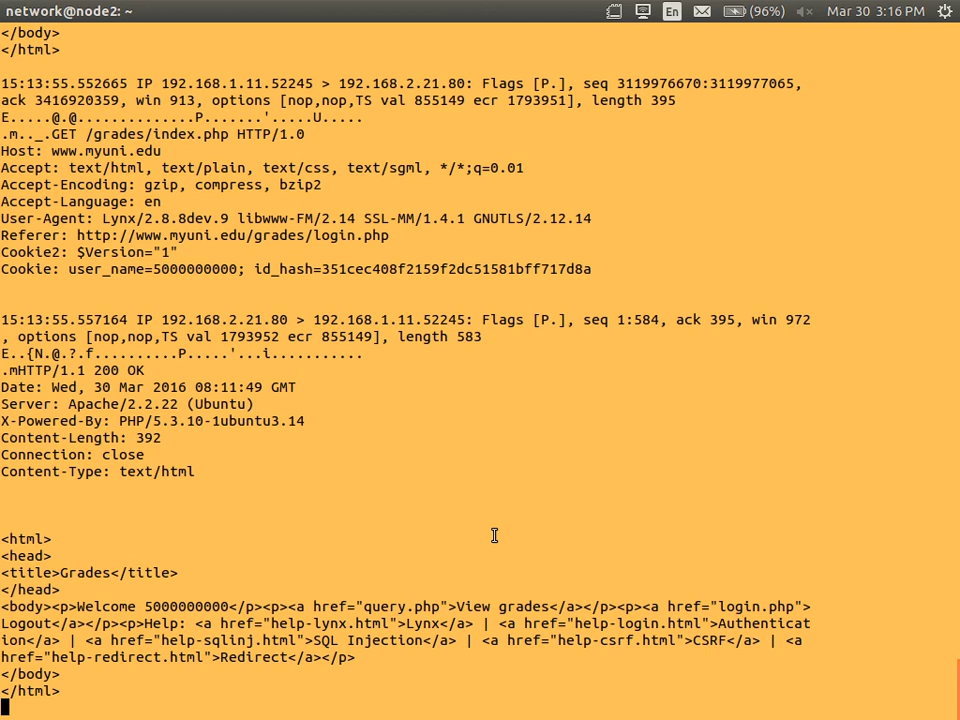 network@node2: ~
En (96%) Mar 30 3:16 PM
</body>
</html>
15:13:55.552665 IP 192.168.1.11.52245 > 192.168.2.21.80: Flags [P.], seq 3119976670:3119977065,
ack 3416920359, win 913, options [nop,nop,TS val 855149 ecr 1793951], length 395
E.....@.@..............P.......'.....U.....
.m.._.GET /grades/index.php HTTP/1.0
Host: www.myuni.edu
Accept: text/html, text/plain, text/css, text/sgml, */*;q=0.01
Accept-Encoding: gzip, compress, bzip2
Accept-Language: en
User-Agent: Lynx/2.8.8dev.9 libwww-FM/2.14 SSL-MM/1.4.1 GNUTLS/2.12.14
Referer: http://www.myuni.edu/grades/login.php
Cookie2: $Version="1"
Cookie: user_name=5000000000; id_hash=351cec408f2159f2dc51581bff717d8a
15:13:55.557164 IP 192.168.2.21.80 > 192.168.1.11.52245: Flags [P.], seq 1:584, ack 395, win 972
, options [nop,nop,TS val 1793952 ecr 855149], length 583
E..{N.@.?.f..........P.....'...i...........
.mHTTP/1.1 200 OK
Date: Wed, 30 Mar 2016 08:11:49 GMT
Server: Apache/2.2.22 (Ubuntu)
X-Powered-By: PHP/5.3.10-1ubuntu3.14
Content-Length: 392
Connection: close
Content-Type: text/html
<html>
<head>
<title>Grades</title>
</head>
<body><p>Welcome 5000000000</p><p><a href="query.php">View grades</a></p><p><a href="login.php">
Logout</a></p><p>Help: <a href="help-lynx.html">Lynx</a> | <a href="help-login.html">Authenticat
ion</a> | <a href="help-sqlinj.html">SQL Injection</a> | <a href="help-csrf.html">CSRF</a> | <a
href="help-redirect.html">Redirect</a></p>
</body>
</html>